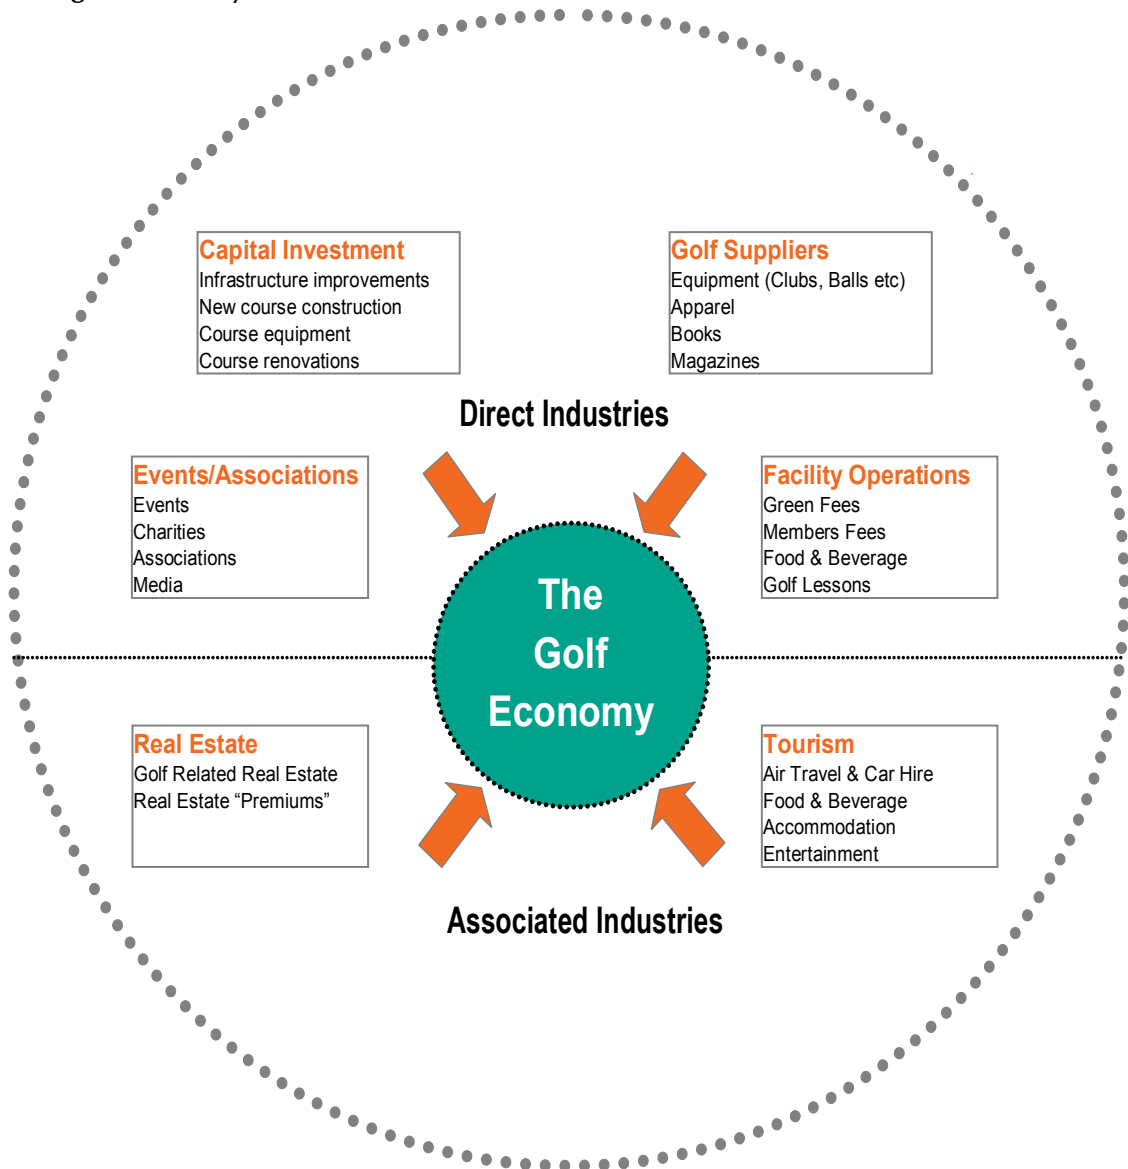 Capital Investment
Infrastructure improvements
New course construction
Course equipment
Course renovations
Golf Suppliers
Equipment (Clubs, Balls etc)
Apparel
Books
Magazines
Direct Industries
Events/Associations
Events
Charities
Associations
Media
Facility Operations
Green Fees
Members Fees
Food & Beverage
Golf Lessons
The
Golf
Economy
Real Estate
Golf Related Real Estate
Real Estate “Premiums”
Tourism
Air Travel & Car Hire
Food & Beverage
Accommodation
Entertainment
Associated Industries